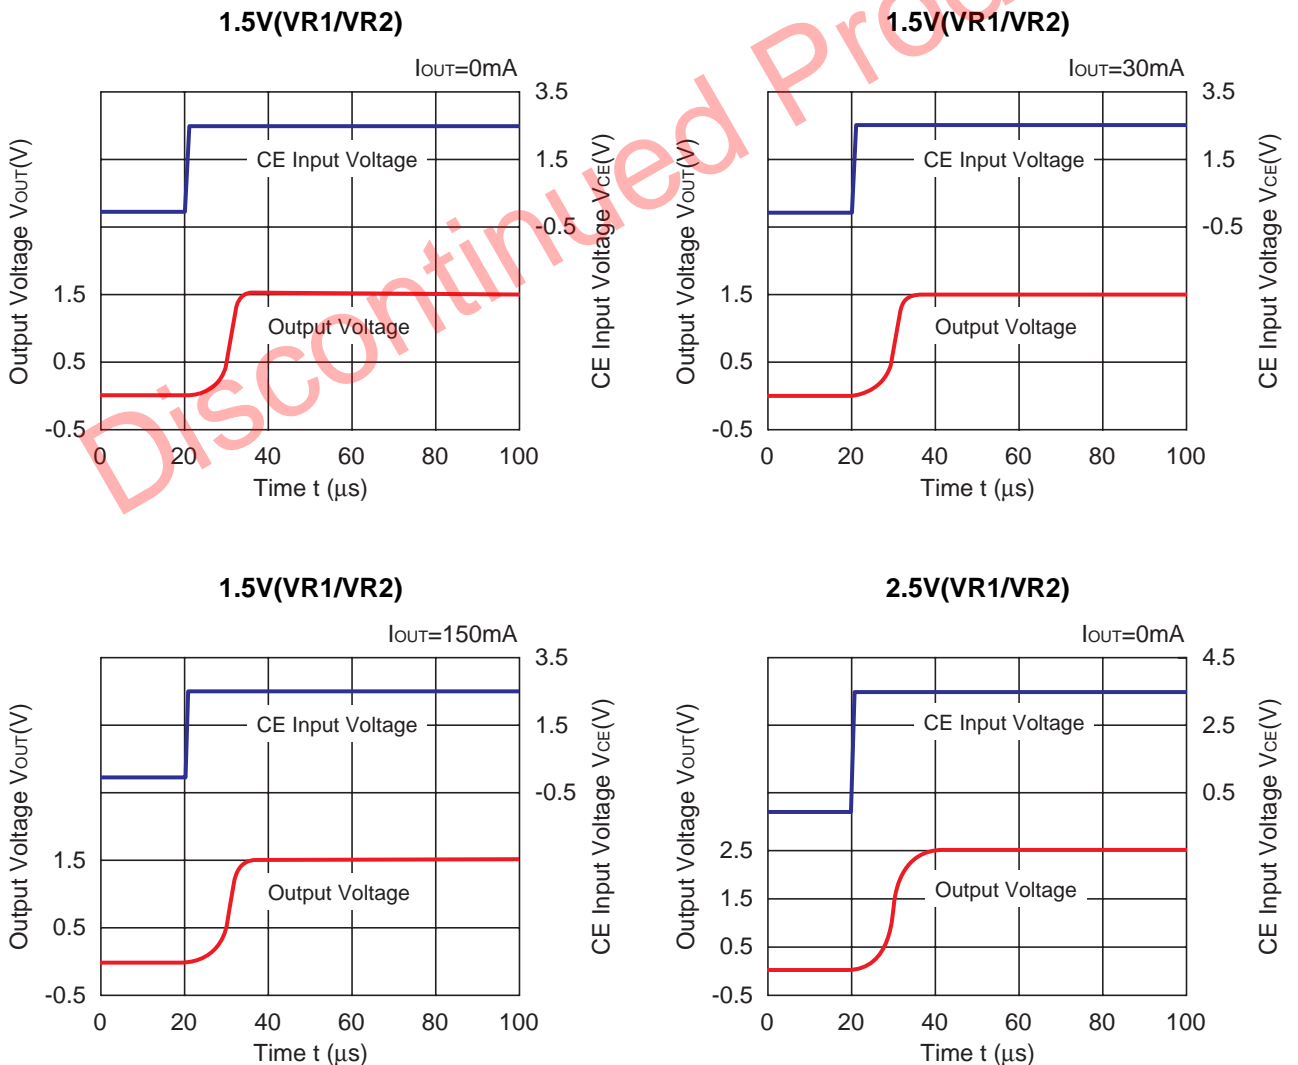 1.5V(VR1/VR2)
IOUT=0mA
3.5
1.5
-0.5
CE Input Voltage
Output Voltage
1.5
0.5
-0.5
0 20 40 60 80 100
Time t (μs)
Output Voltage VOUT(V)
CE Input Voltage VCE(V)
1.5V(VR1/VR2)
IOUT=30mA
3.5
1.5
-0.5
CE Input Voltage
Output Voltage
1.5
0.5
-0.5
0 20 40 60 80 100
Time t (μs)
Output Voltage VOUT(V)
CE Input Voltage VCE(V)
1.5V(VR1/VR2)
IOUT=150mA
3.5
1.5
-0.5
CE Input Voltage
Output Voltage
1.5
0.5
-0.5
0 20 40 60 80 100
Time t (μs)
Output Voltage VOUT(V)
CE Input Voltage VCE(V)
2.5V(VR1/VR2)
IOUT=0mA
4.5
2.5
0.5
CE Input Voltage
Output Voltage
2.5
1.5
0.5
-0.5
0 20 40 60 80 100
Time t (μs)
Output Voltage VOUT(V)
CE Input Voltage VCE(V)
Discontinued